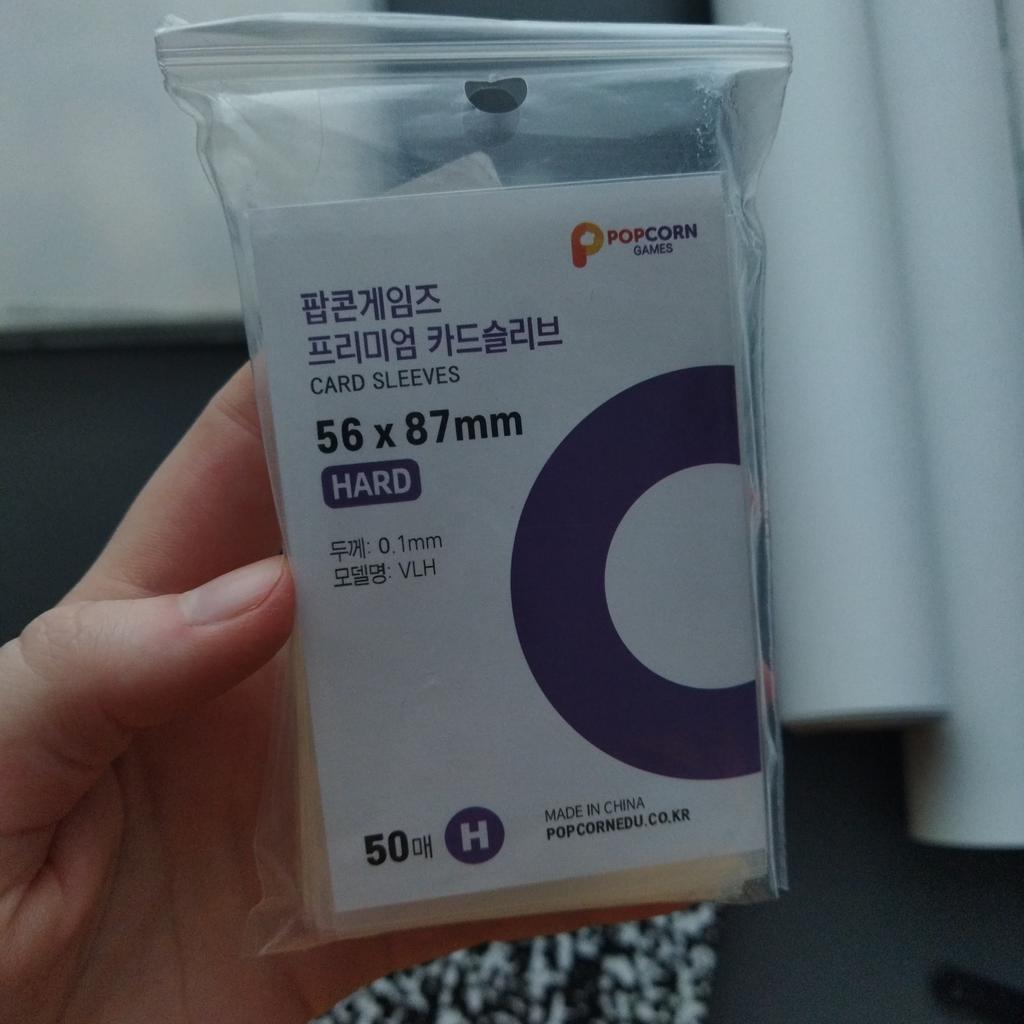 POPCORN
GAMES
팝콘게임즈
프리미엄 카드슬리브
CARD SLEEVES
56 x 87mm
HARD
두께: 0.1mm
모델명: VLH
50매 H
MADE IN CHINA
POPCORNEDU.CO.KR